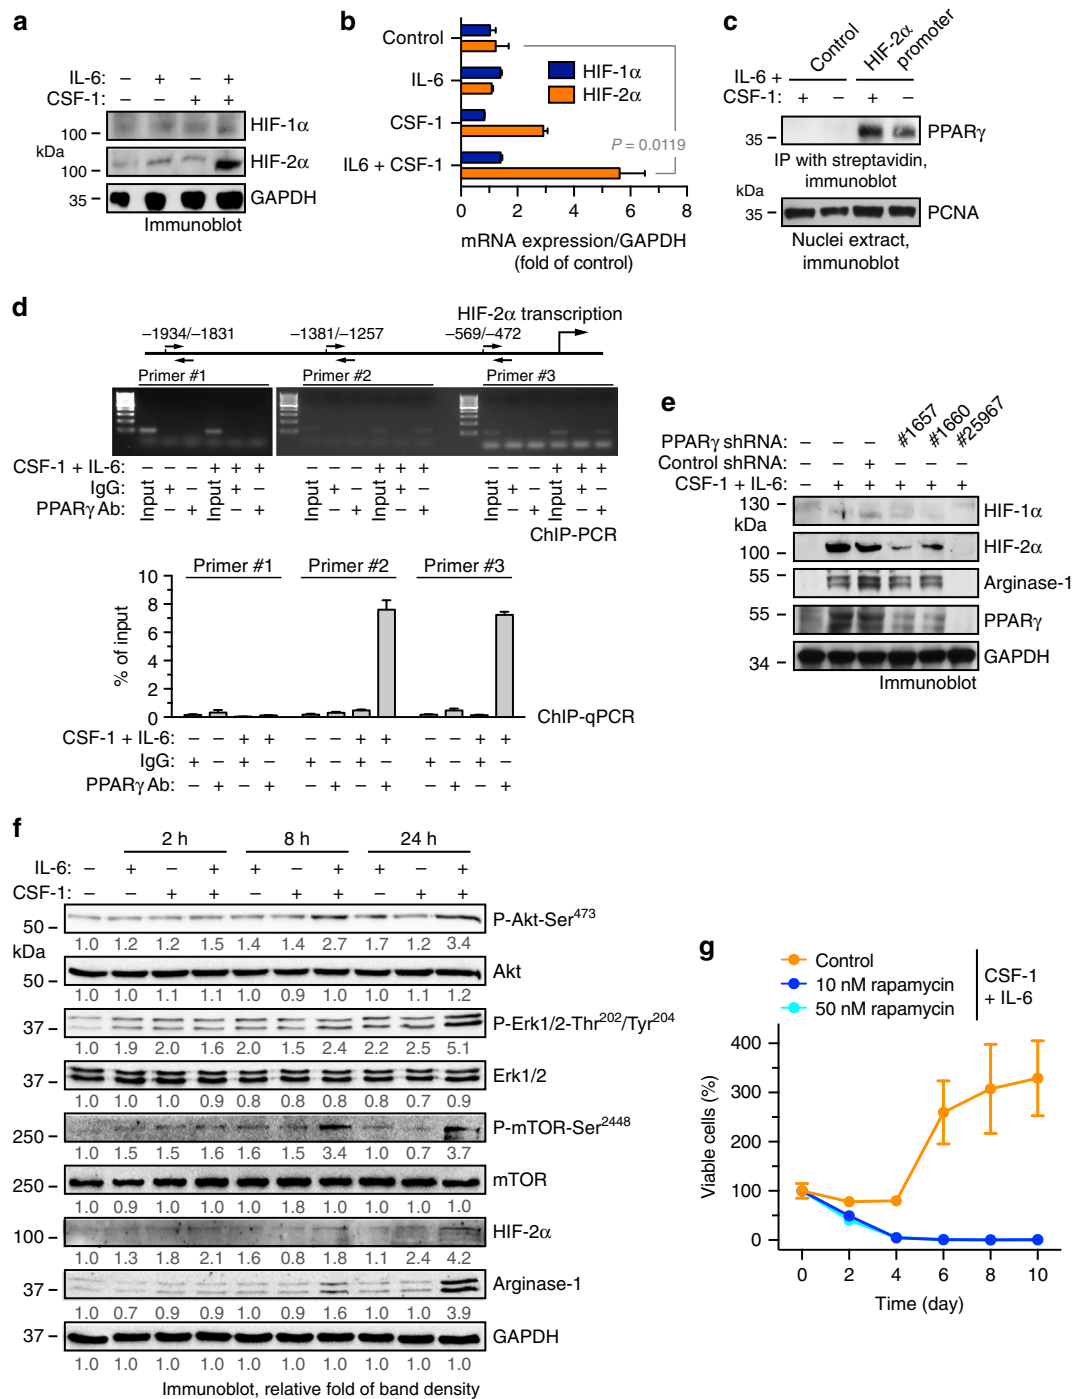 a
IL-6: – + – +
CSF-1: – – + +
100 – HIF-1α
kDa
100 – HIF-2α
35 – GAPDH
Immunoblot
b
Control
IL-6
CSF-1
IL6 + CSF-1
HIF-1α
HIF-2α
P = 0.0119
0 2 4 6 8
mRNA expression/GAPDH
(fold of control)
c
Control HIF-2α promoter
IL-6 +
CSF-1: + – + –
35 – PPARγ
IP with streptavidin,
immunoblot
kDa
35 – PCNA
Nuclei extract,
immunoblot
d
HIF-2α transcription
–1934/–1831 –1381/–1257 –569/–472
Primer #1 Primer #2 Primer #3
CSF-1 + IL-6: – – – + + + – – – + + + – – – + + +
IgG: Input + – Input + – Input + – Input + – Input + – Input + –
PPARγ Ab: – + – + – + – + – + – +
ChIP-PCR
Primer #1 Primer #2 Primer #3
10
8
6
4
2
0
% of input
ChIP-qPCR
CSF-1 + IL-6: – – + + – – + + – – + +
IgG: + – + – + – + – + – + –
PPARγ Ab: – + – + – + – + – + – +
e
#1657 #1660 #25967
PPARγ shRNA: – – –
Control shRNA: – – + – – –
CSF-1 + IL-6: – + + + + +
130 – HIF-1α
kDa
100 – HIF-2α
55 – Arginase-1
55 – PPARγ
34 – GAPDH
Immunoblot
f
2 h 8 h 24 h
IL-6: – + – + + – + + – +
CSF-1: – – + + – + + – + +
50 – P-Akt-Ser473
kDa
1.0 1.2 1.2 1.5 1.4 1.4 2.7 1.7 1.2 3.4
50 – Akt
1.0 1.0 1.1 1.1 1.0 0.9 1.0 1.0 1.1 1.2
37 – P-Erk1/2-Thr202/Tyr204
1.0 1.9 2.0 1.6 2.0 1.5 2.4 2.2 2.5 5.1
37 – Erk1/2
1.0 1.0 1.0 0.9 0.8 0.8 0.8 0.8 0.7 0.9
250 – P-mTOR-Ser2448
1.0 1.5 1.5 1.6 1.6 1.5 3.4 1.0 0.7 3.7
250 – mTOR
1.0 0.9 1.0 1.0 1.0 1.8 1.0 1.0 1.0 1.0
100 – HIF-2α
1.0 1.3 1.8 2.1 1.6 0.8 1.8 1.1 2.4 4.2
37 – Arginase-1
1.0 0.7 0.9 0.9 1.0 0.9 1.6 1.0 1.0 3.9
37 – GAPDH
1.0 1.0 1.0 1.0 1.0 1.0 1.0 1.0 1.0 1.0
Immunoblot, relative fold of band density
g
Control
10 nM rapamycin
50 nM rapamycin
CSF-1
+ IL-6
400
300
200
100
0
Viable cells (%)
0 2 4 6 8 10
Time (day)